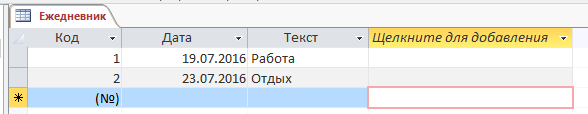 Ежедневник
Код Дата Текст Щелкните для добавления
1 19.07.2016 Работа
2 23.07.2016 Отдых
* (№)